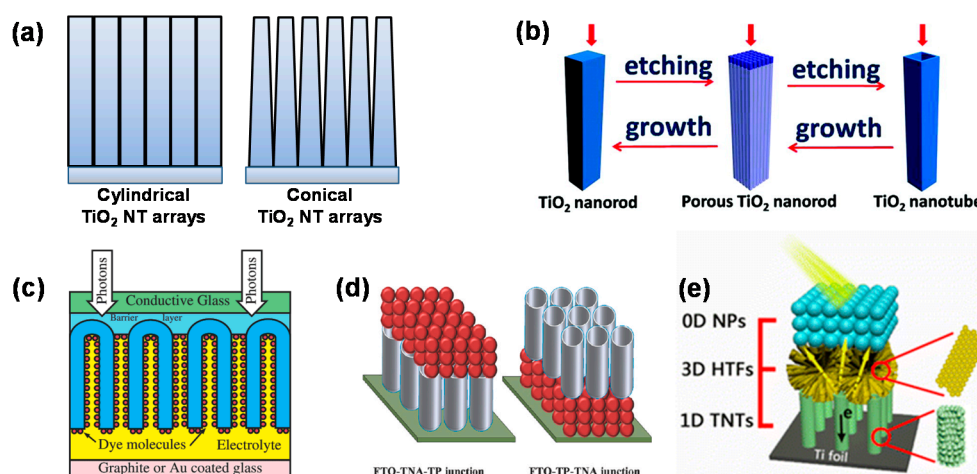 (a)
Cylindrical
TiO₂ NT arrays
Conical
TiO₂ NT arrays
(b)
etching
etching
growth
growth
TiO₂ nanorod
Porous TiO₂ nanorod
TiO₂ nanotube
(c)
Photons
Photons
Conductive Glass
Barrier layer
Dye molecules
Electrolyte
Graphite or Au coated glass
(d)
FTO-TNA-TP junction
FTO-TP-TNA junction
(e)
0D NPs
3D HTFs
1D TNTs
e
Ti foil